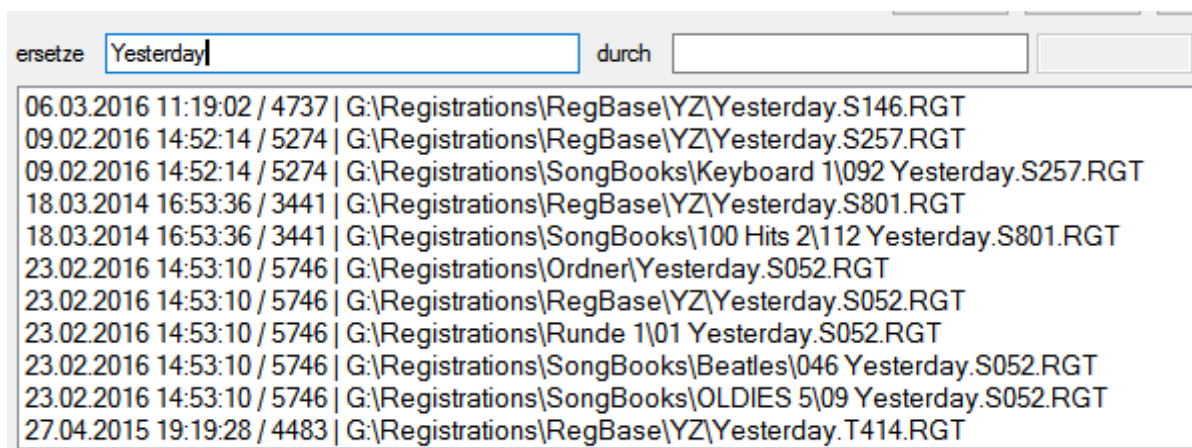 ersetze Yesterday durch
06.03.2016 11:19:02 / 4737 | G:\Registrations\RegBase\YZ\Yesterday.S146.RGT
09.02.2016 14:52:14 / 5274 | G:\Registrations\RegBase\YZ\Yesterday.S257.RGT
09.02.2016 14:52:14 / 5274 | G:\Registrations\SongBooks\Keyboard 1\092 Yesterday.S257.RGT
18.03.2014 16:53:36 / 3441 | G:\Registrations\RegBase\YZ\Yesterday.S801.RGT
18.03.2014 16:53:36 / 3441 | G:\Registrations\SongBooks\100 Hits 2\112 Yesterday.S801.RGT
23.02.2016 14:53:10 / 5746 | G:\Registrations\Ordner\Yesterday.S052.RGT
23.02.2016 14:53:10 / 5746 | G:\Registrations\RegBase\YZ\Yesterday.S052.RGT
23.02.2016 14:53:10 / 5746 | G:\Registrations\Runde 1\01 Yesterday.S052.RGT
23.02.2016 14:53:10 / 5746 | G:\Registrations\SongBooks\Beatles\046 Yesterday.S052.RGT
23.02.2016 14:53:10 / 5746 | G:\Registrations\SongBooks\OLDIES 5\09 Yesterday.S052.RGT
27.04.2015 19:19:28 / 4483 | G:\Registrations\RegBase\YZ\Yesterday.T414.RGT